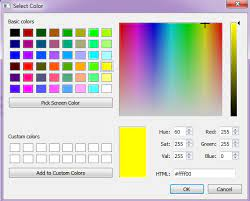 Select Color
Basic colors
Pick Screen Color
Custom colors
Add to Custom Colors
Hue: 60 Red: 255
Sat: 255 Green: 255
Val: 255 Blue: 0
HTML: #ffff00
OK Cancel